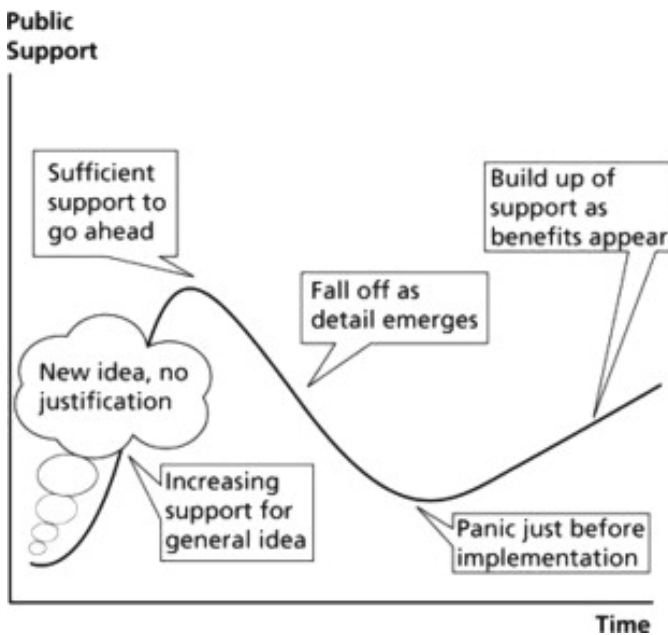 Public
Support
Sufficient
support to
go ahead
Build up of
support as
benefits appear
Fall off as
detail emerges
New idea, no
justification
Increasing
support for
general idea
Panic just before
implementation
Time